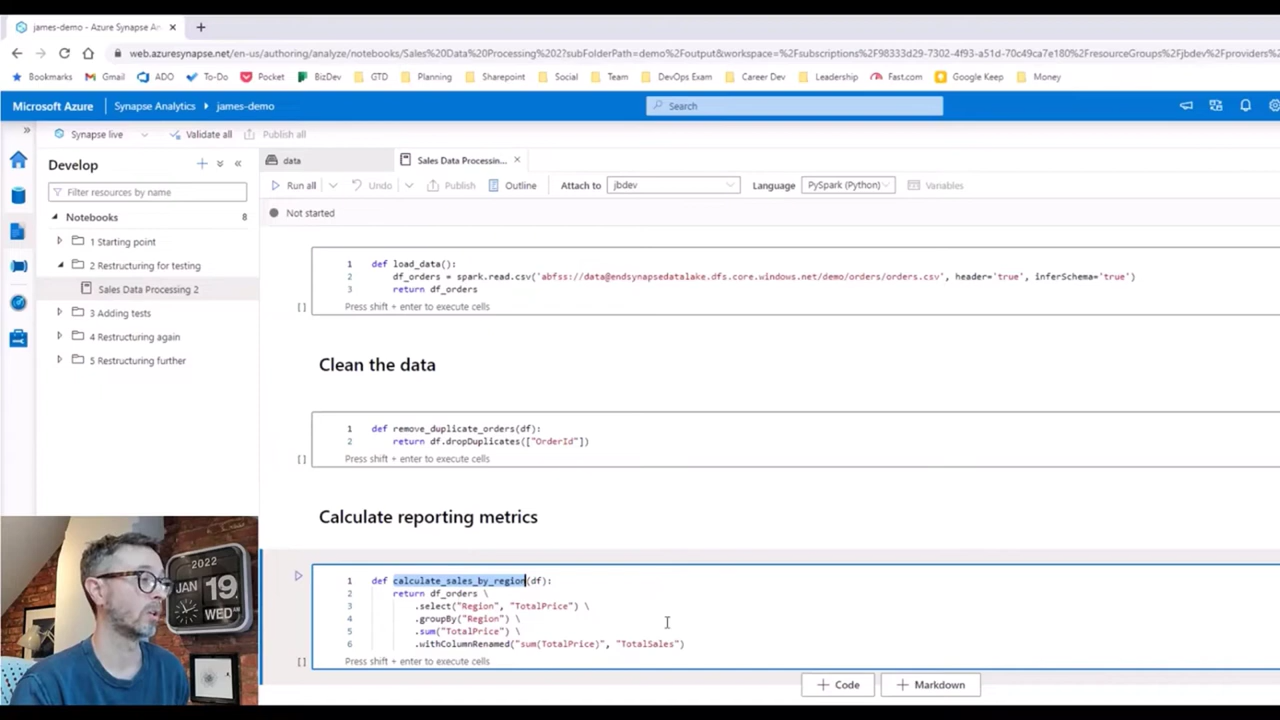 james-demo - Azure Synapse An
web.azuresynapse.net/en-us/authoring/analyze/notebooks/Sales%20Data%20Processing%202?subFolderPath=demo%2Foutput&workspace=%2Fsubscriptions%2F98333d29-7302-4f93-a51d-70c49ca7e180%2FresourceGroups%2Fjbdev%2Fproviders%2
Bookmarks Gmail ADO To-Do Pocket BizDev GTD Planning Sharepoint Social Team DevOps Exam Career Dev Leadership Fast.com Google Keep Money
Microsoft Azure Synapse Analytics james-demo Search
Synapse live Validate all Publish all
Develop data Sales Data Processin...
Filter resources by name Run all Undo Publish Outline Attach to jbdev Language PySpark (Python) Variables
Notebooks 8
Not started
1 Starting point
2 Restructuring for testing
Sales Data Processing 2
3 Adding tests
4 Restructuring again
5 Restructuring further
1 def load_data():
2 df_orders = spark.read.csv('abfss://data@endsynapsedatalake.dfs.core.windows.net/demo/orders/orders.csv', header='true', inferSchema='true')
3 return df_orders
[ ] Press shift + enter to execute cells
Clean the data
1 def remove_duplicate_orders(df):
2 return df.dropDuplicates(["OrderId"])
[ ] Press shift + enter to execute cells
Calculate reporting metrics
1 def calculate_sales_by_region(df):
2 return df_orders \
3 .select("Region", "TotalPrice") \
4 .groupBy("Region") \
5 .sum("TotalPrice") \
6 .withColumnRenamed("sum(TotalPrice)", "TotalSales")
[ ] Press shift + enter to execute cells
+ Code + Markdown
2022
JAN 19
WED